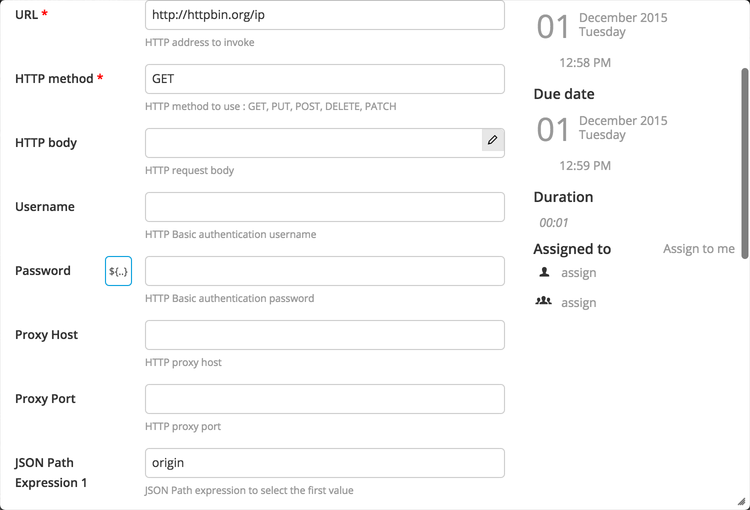 URL *
http://httpbin.org/ip
HTTP address to invoke
HTTP method *
GET
HTTP method to use : GET, PUT, POST, DELETE, PATCH
HTTP body
HTTP request body
Username
HTTP Basic authentication username
Password
${..}
HTTP Basic authentication password
Proxy Host
HTTP proxy host
Proxy Port
HTTP proxy port
JSON Path
Expression 1
origin
JSON Path expression to select the first value
01
December 2015
Tuesday
12:58 PM
Due date
01
December 2015
Tuesday
12:59 PM
Duration
00:01
Assigned to
Assign to me
assign
assign